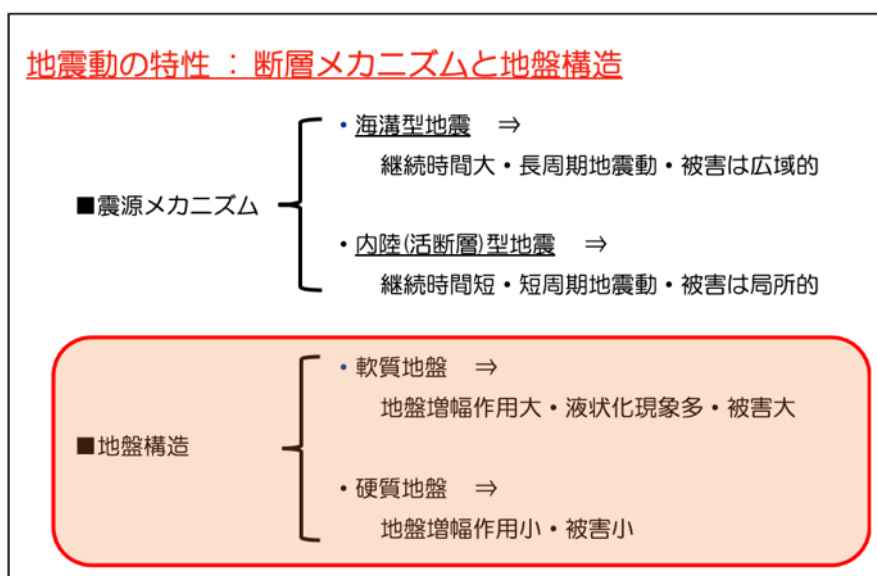 地震動の特性 : 断層メカニズムと地盤構造
・海溝型地震 ⇒
継続時間大・長周期地震動・被害は広域的
■震源メカニズム
・内陸(活断層)型地震 ⇒
継続時間短・短周期地震動・被害は局所的
・軟質地盤 ⇒
地盤増幅作用大・液状化現象多・被害大
■地盤構造
・硬質地盤 ⇒
地盤増幅作用小・被害小